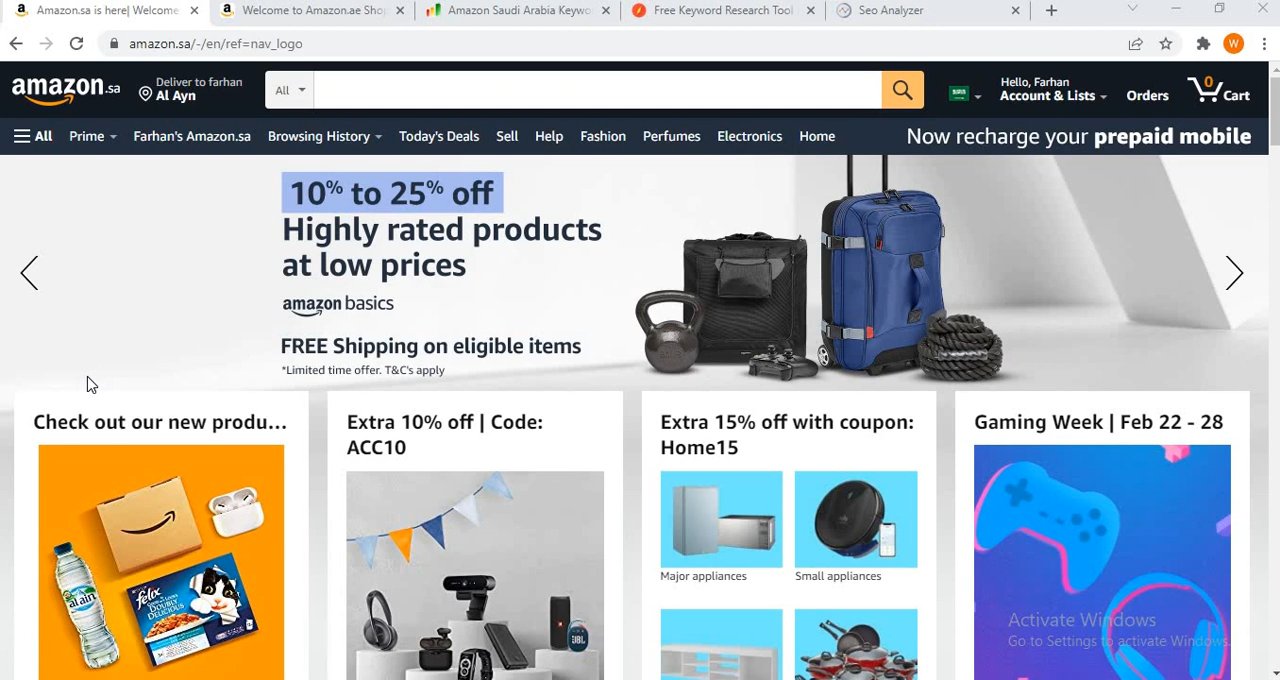 Amazon.sa is here| Welcome
Welcome to Amazon.ae Shop
Amazon Saudi Arabia Keywo
Free Keyword Research Tool
Seo Analyzer
amazon.sa/-/en/ref=nav_logo
W
amazon.sa
Deliver to farhan
Al Ayn
All
Hello, Farhan
Account & Lists
Orders
0
Cart
All
Prime
Farhan's Amazon.sa
Browsing History
Today's Deals
Sell
Help
Fashion
Perfumes
Electronics
Home
Now recharge your prepaid mobile
10% to 25% off
Highly rated products
at low prices
amazon basics
FREE Shipping on eligible items
*Limited time offer. T&C's apply
Check out our new produ...
Extra 10% off | Code:
ACC10
Extra 15% off with coupon:
Home15
Gaming Week | Feb 22 - 28
al ain
felix
DOUBLY
DELICIOUS
JBL
Major appliances
Small appliances
Activate Windows
Go to Settings to activate Windows.